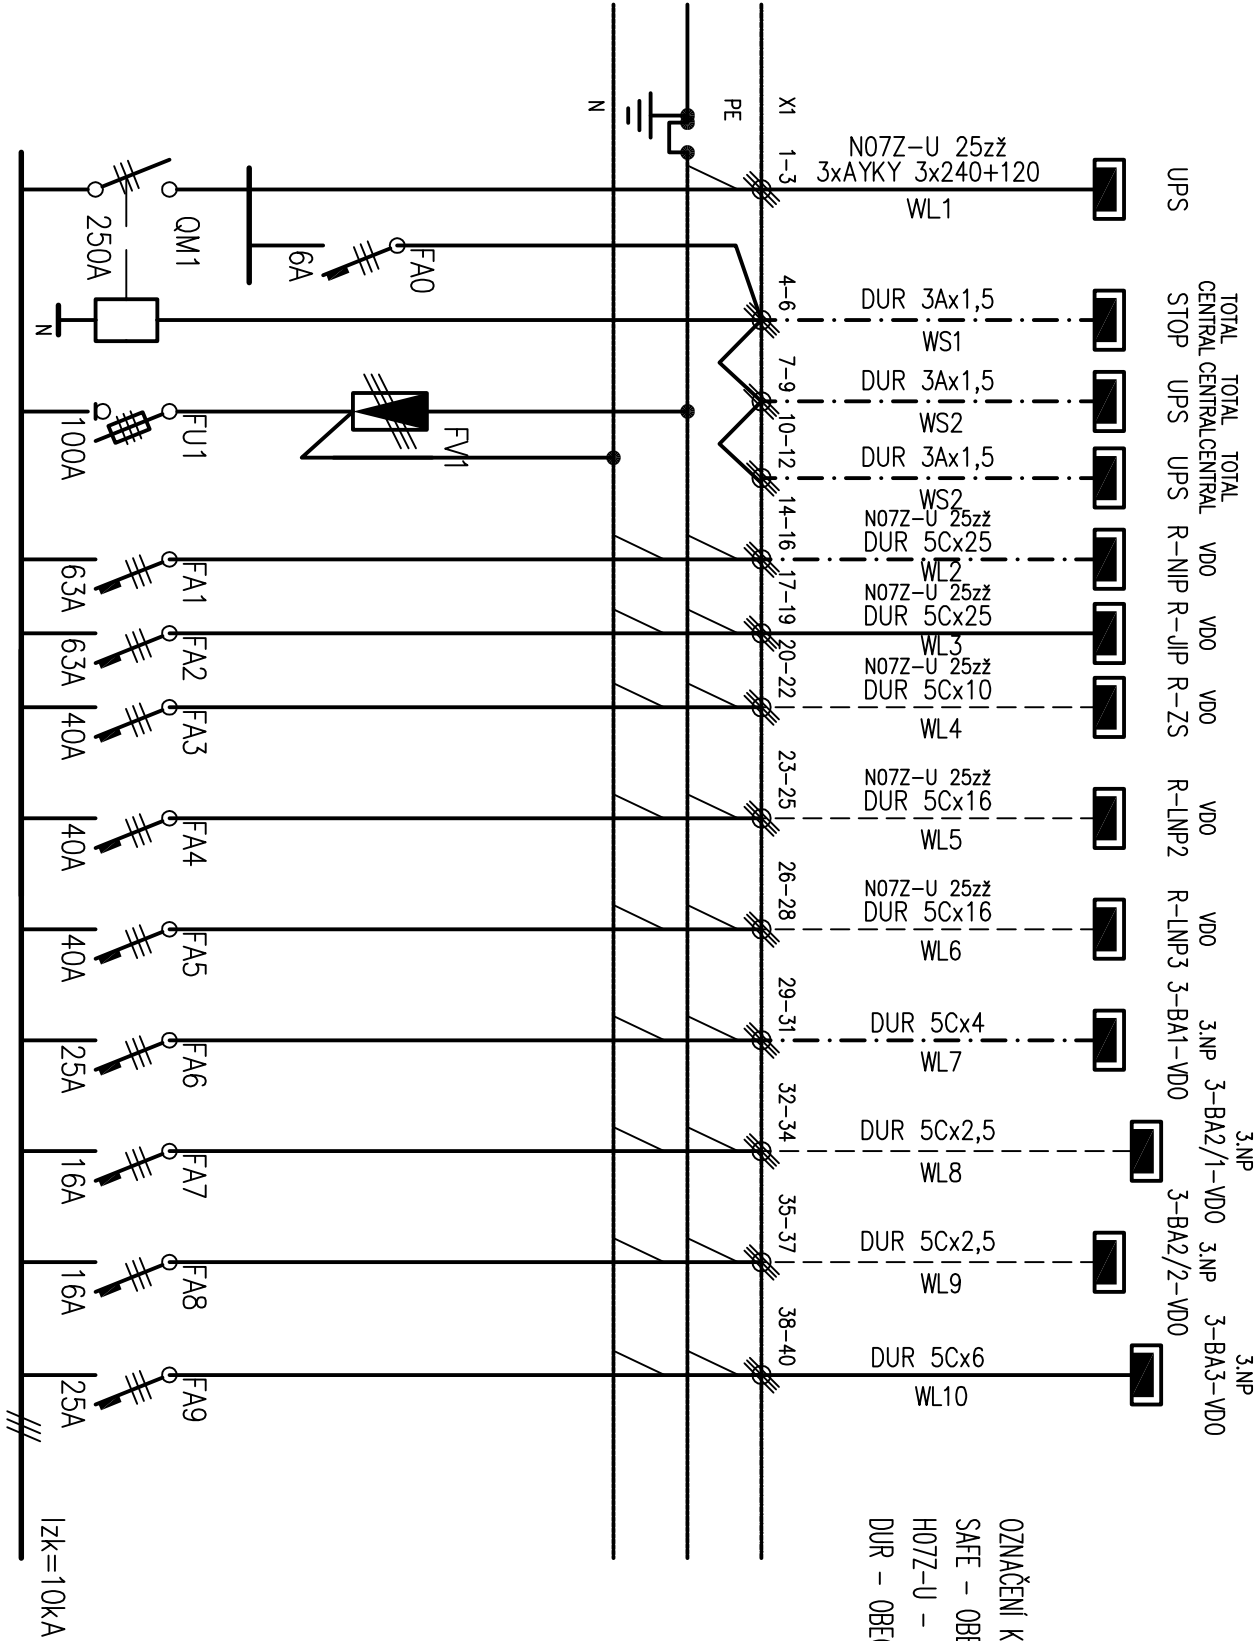 UPS
TOTAL
CENTRAL
STOP
TOTAL
CENTRAL
UPS
TOTAL
CENTRAL
UPS
VDO
R-NIP
VDO
R-JIP
VDO
R-ZS
VDO
R-LNP2
VDO
R-LNP3
3.NP
3-BA1-VDO
3.NP
3-BA2/1-VDO
3.NP
3-BA2/2-VDO
3.NP
3-BA3-VDO
N07Z-U 25zž
3xAYKY 3x240+120
WL1
DUR 3Ax1,5
WS1
DUR 3Ax1,5
WS2
DUR 3Ax1,5
WS2
N07Z-U 25zž
DUR 5Cx25
WL2
N07Z-U 25zž
DUR 5Cx25
WL3
N07Z-U 25zž
DUR 5Cx10
WL4
N07Z-U 25zž
DUR 5Cx16
WL5
N07Z-U 25zž
DUR 5Cx16
WL6
DUR 5Cx4
WL7
DUR 5Cx2,5
WL8
DUR 5Cx2,5
WL9
DUR 5Cx6
WL10
X1
1-3
4-6
7-9
10-12
14-16
17-19
20-22
23-25
26-28
29-31
32-34
35-37
38-40
PE
N
QM1
250A
FA0
6A
N
FU1
100A
FV1
FA1
63A
FA2
63A
FA3
40A
FA4
40A
FA5
40A
FA6
25A
FA7
16A
FA8
16A
FA9
25A
Izk=10kA
OZNAČENÍ K
SAFE - OBE
H07Z-U -
DUR - OBE